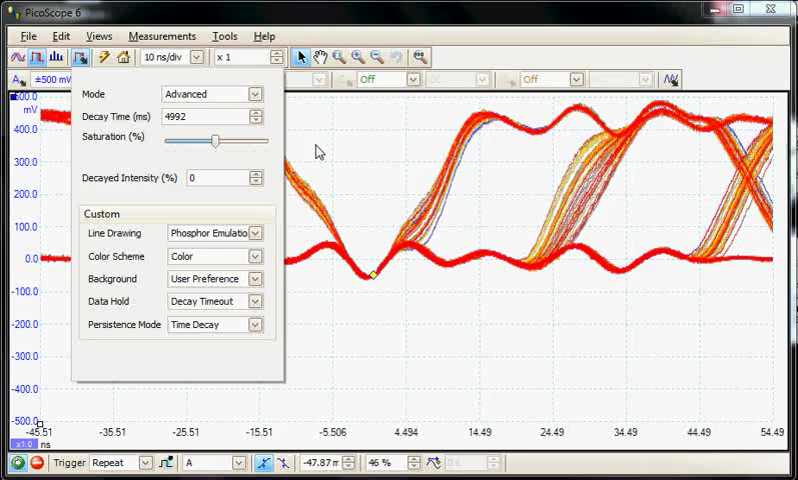 PicoScope 6
File Edit Views Measurements Tools Help
10 ns/div x 1
A ±500 mV Off Off
500.0
mV
400.0
300.0
200.0
100.0
0.0
-100.0
-200.0
-300.0
-400.0
-500.0
Mode Advanced
Decay Time (ms) 4992
Saturation (%)
Decayed Intensity (%) 0
Custom
Line Drawing Phosphor Emulatio
Color Scheme Color
Background User Preference
Data Hold Decay Timeout
Persistence Mode Time Decay
-45.51 -35.51 -25.51 -15.51 -5.506 4.494 14.49 24.49 34.49 44.49 54.49
x1.0 ns
Trigger Repeat A -47.87 m 46 % 0 s